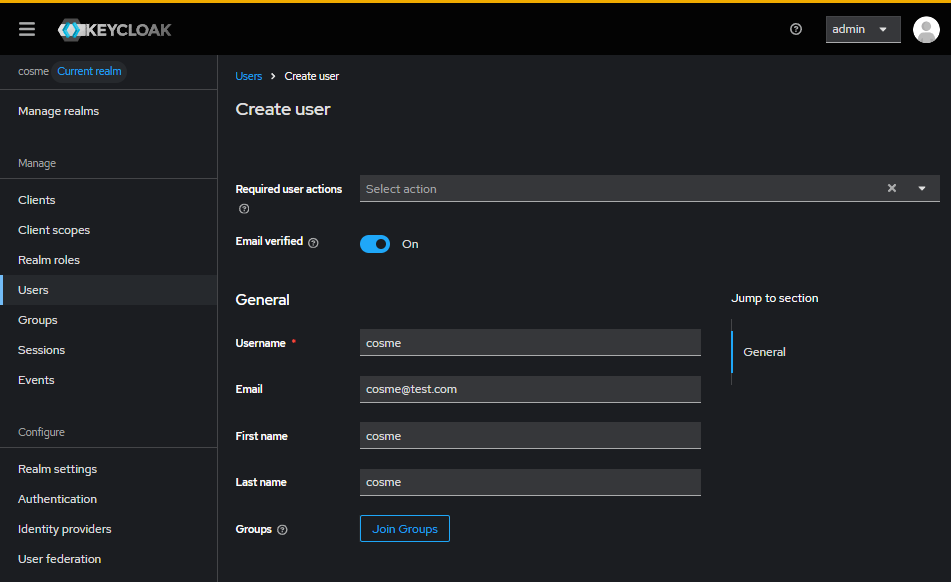 KEYCLOAK
admin
cosme Current realm
Manage realms
Manage
Clients
Client scopes
Realm roles
Users
Groups
Sessions
Events
Configure
Realm settings
Authentication
Identity providers
User federation
Users > Create user
Create user
Required user actions
Select action
Email verified
On
General
Username *
cosme
Email
cosme@test.com
First name
cosme
Last name
cosme
Groups
Join Groups
Jump to section
General